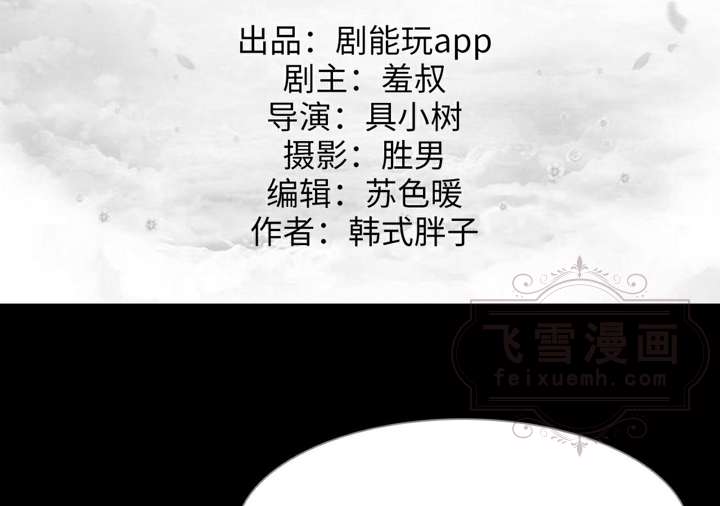 出品：剧能玩app
剧主：羞叔
导演：具小树
摄影：胜男
编辑：苏色暖
作者：韩式胖子
飞雪漫画
feixuemh.com